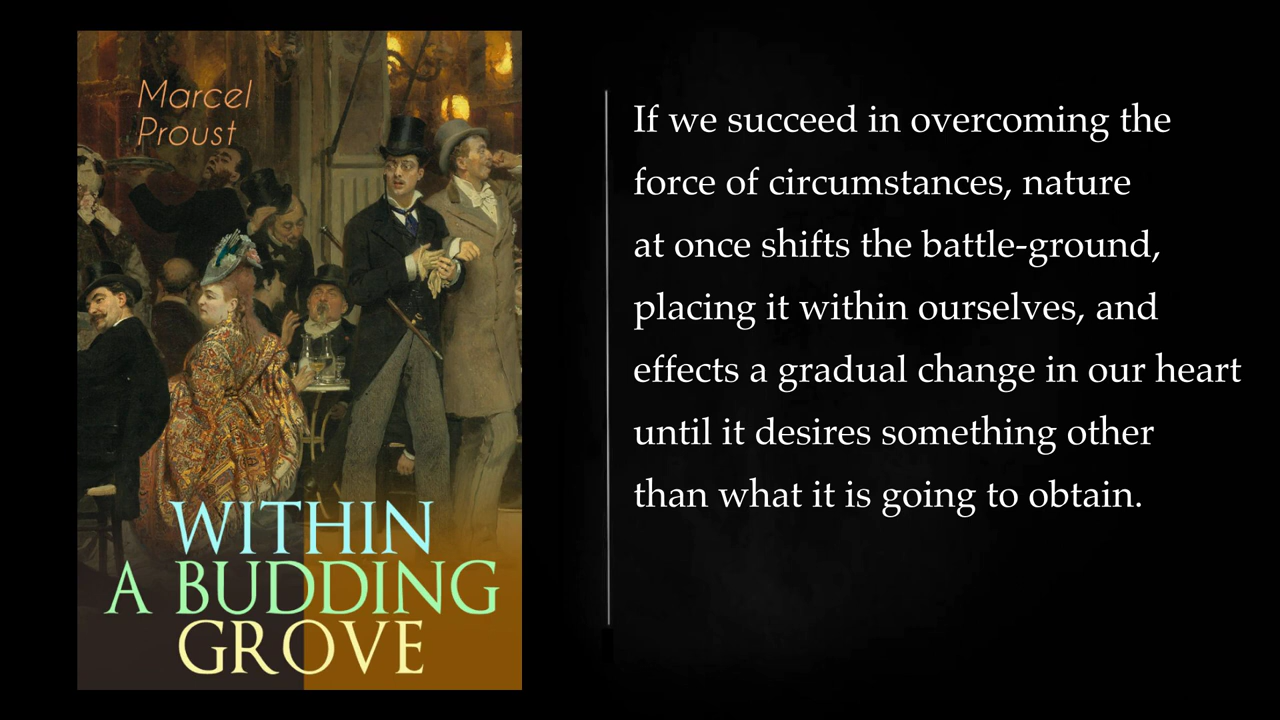 Marcel
Proust
WITHIN
A BUDDING
GROVE
If we succeed in overcoming the
force of circumstances, nature
at once shifts the battle-ground,
placing it within ourselves, and
effects a gradual change in our heart
until it desires something other
than what it is going to obtain.